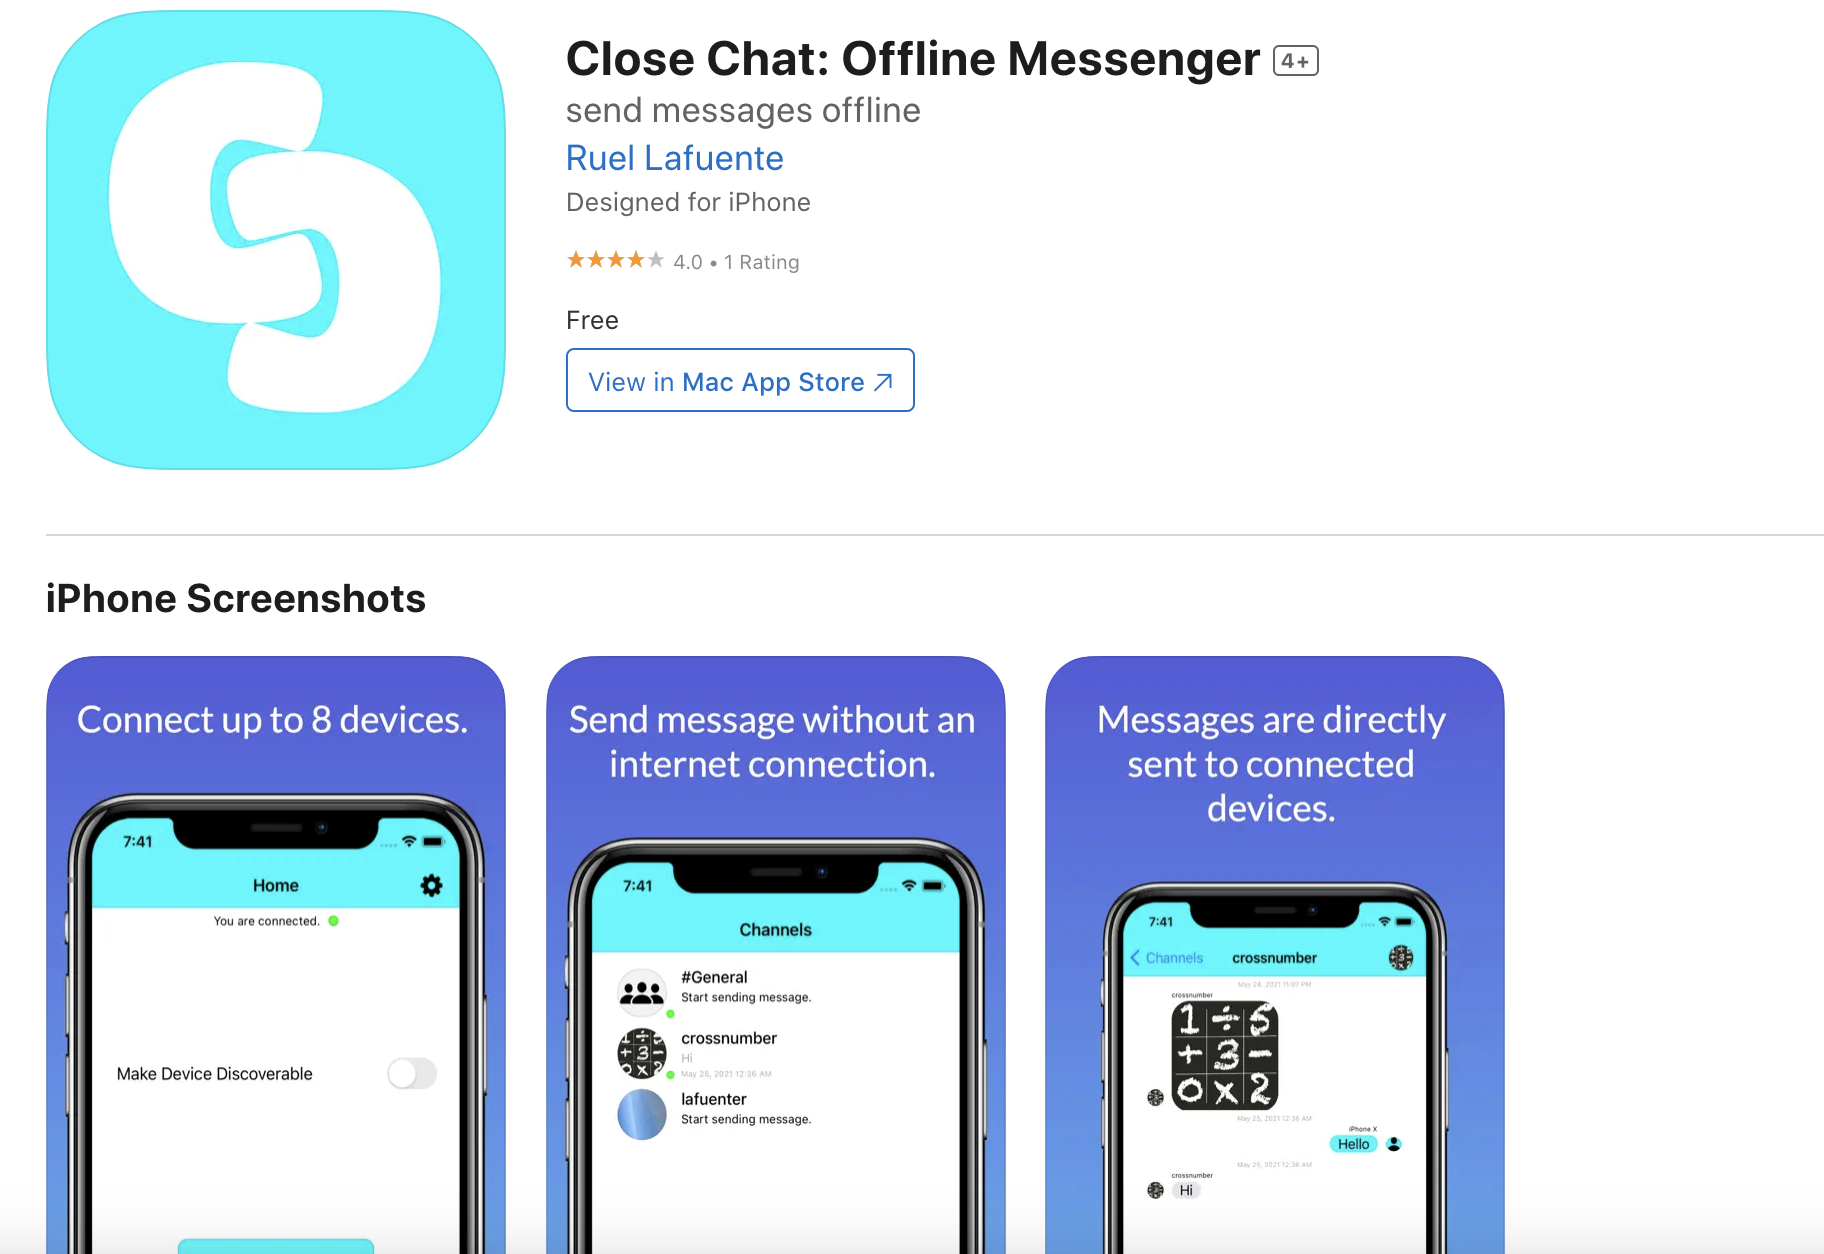 Close Chat: Offline Messenger 4+
send messages offline
Ruel Lafuente
Designed for iPhone
4.0 • 1 Rating
Free
View in Mac App Store
iPhone Screenshots
Connect up to 8 devices.
7:41
Home
You are connected.
Make Device Discoverable
Send message without an
internet connection.
7:41
Channels
#General
Start sending message.
crossnumber
Hi
May 25, 2021 12:36 AM
lafuenter
Start sending message.
Messages are directly
sent to connected
devices.
7:41
Channels crossnumber
May 24, 2021 11:07 PM
crossnumber
1 ÷ 5
+ 3 −
0 x 2
May 25, 2021 12:36 AM
iPhone X
Hello
May 25, 2021 12:36 AM
crossnumber
Hi